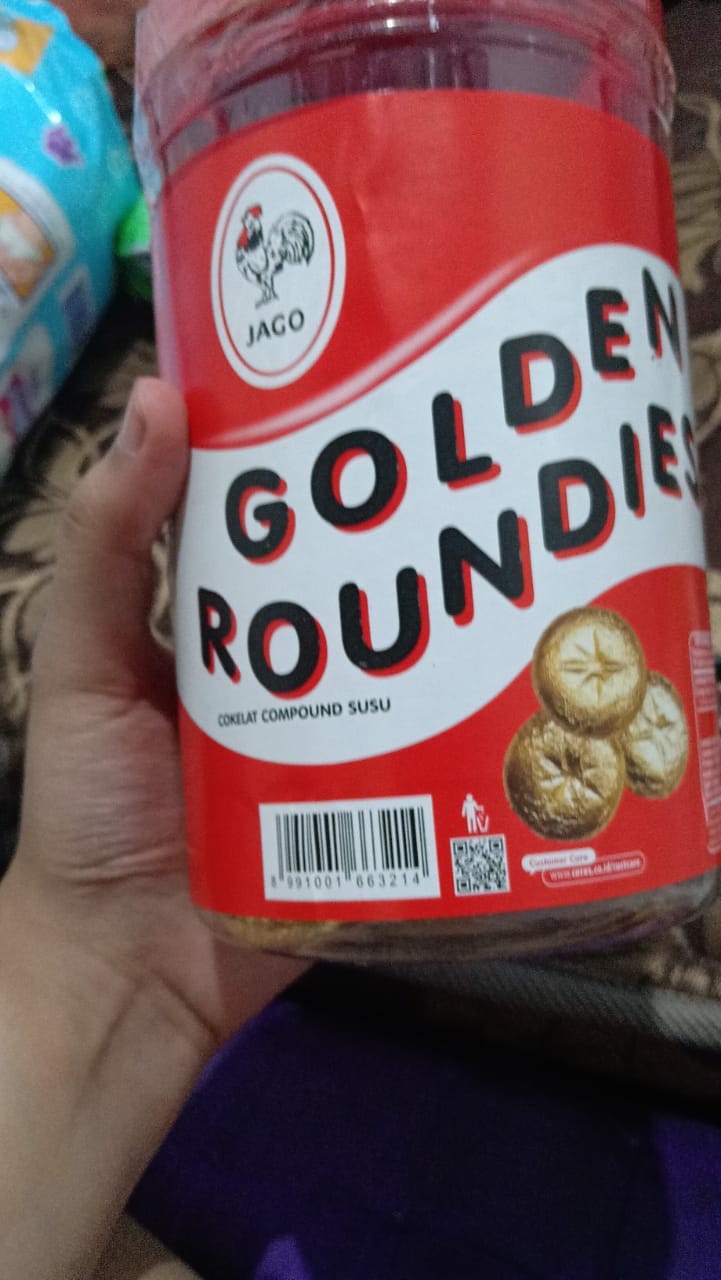 JAGO
GOLDEN
ROUNDIES
COKELAT COMPOUND SUSU
8 991001 663214
Customer Care